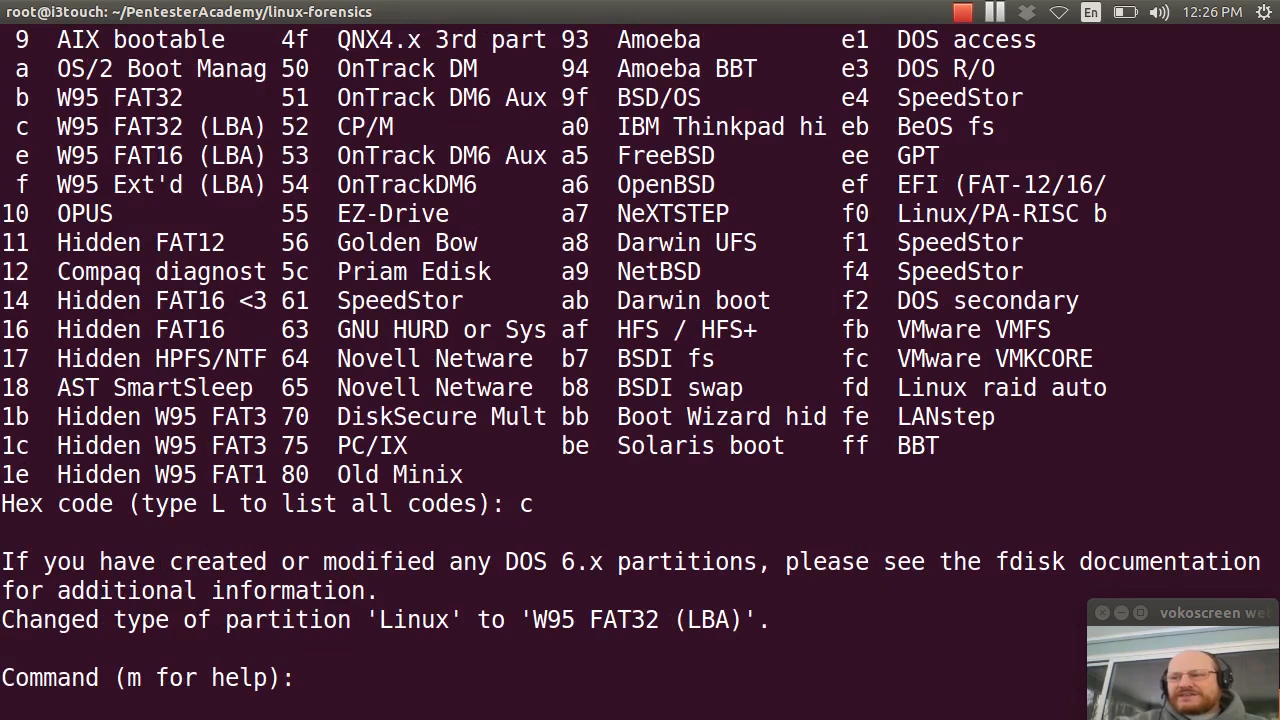 root@i3touch: ~/PentesterAcademy/linux-forensics
En
12:26 PM
9 AIX bootable 4f QNX4.x 3rd part 93 Amoeba e1 DOS access
a OS/2 Boot Manag 50 OnTrack DM 94 Amoeba BBT e3 DOS R/O
b W95 FAT32 51 OnTrack DM6 Aux 9f BSD/OS e4 SpeedStor
c W95 FAT32 (LBA) 52 CP/M a0 IBM Thinkpad hi eb BeOS fs
e W95 FAT16 (LBA) 53 OnTrack DM6 Aux a5 FreeBSD ee GPT
f W95 Ext'd (LBA) 54 OnTrackDM6 a6 OpenBSD ef EFI (FAT-12/16/
10 OPUS 55 EZ-Drive a7 NeXTSTEP f0 Linux/PA-RISC b
11 Hidden FAT12 56 Golden Bow a8 Darwin UFS f1 SpeedStor
12 Compaq diagnost 5c Priam Edisk a9 NetBSD f4 SpeedStor
14 Hidden FAT16 <3 61 SpeedStor ab Darwin boot f2 DOS secondary
16 Hidden FAT16 63 GNU HURD or Sys af HFS / HFS+ fb VMware VMFS
17 Hidden HPFS/NTF 64 Novell Netware b7 BSDI fs fc VMware VMKCORE
18 AST SmartSleep 65 Novell Netware b8 BSDI swap fd Linux raid auto
1b Hidden W95 FAT3 70 DiskSecure Mult bb Boot Wizard hid fe LANstep
1c Hidden W95 FAT3 75 PC/IX be Solaris boot ff BBT
1e Hidden W95 FAT1 80 Old Minix
Hex code (type L to list all codes): c
If you have created or modified any DOS 6.x partitions, please see the fdisk documentation
for additional information.
Changed type of partition 'Linux' to 'W95 FAT32 (LBA)'.
Command (m for help):
vokoscreen we